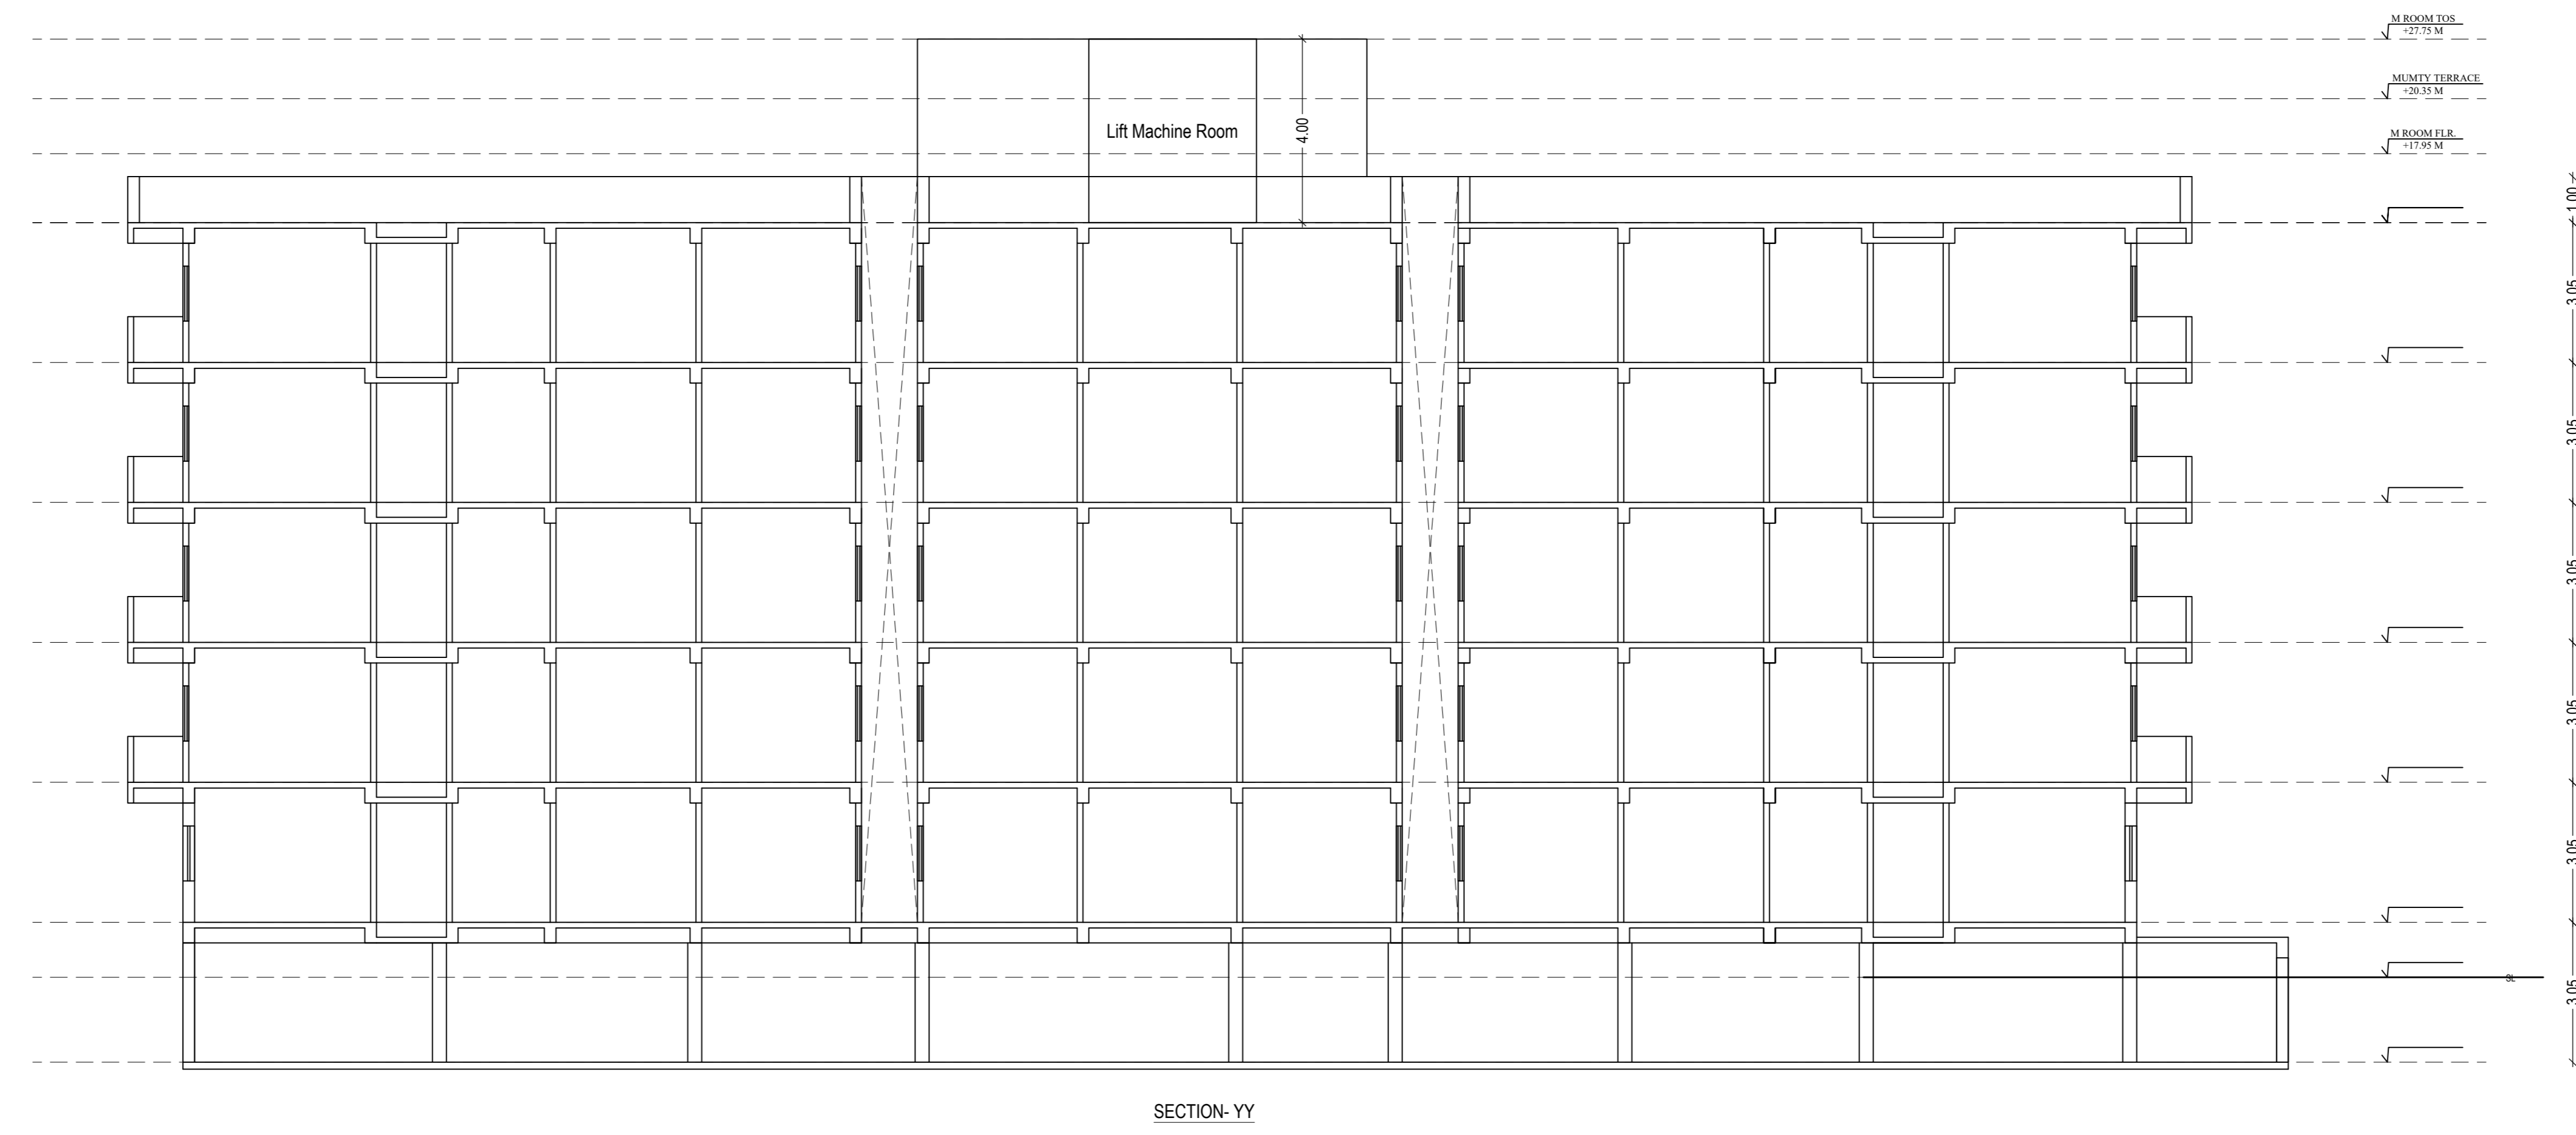 M ROOM TOS
+27.75 M
MUMTY TERRACE
+20.35 M
Lift Machine Room
4.00
M ROOM FLR.
+17.95 M
1.00
3.05
3.05
3.05
3.05
3.05
SL
3.05
SECTION- YY